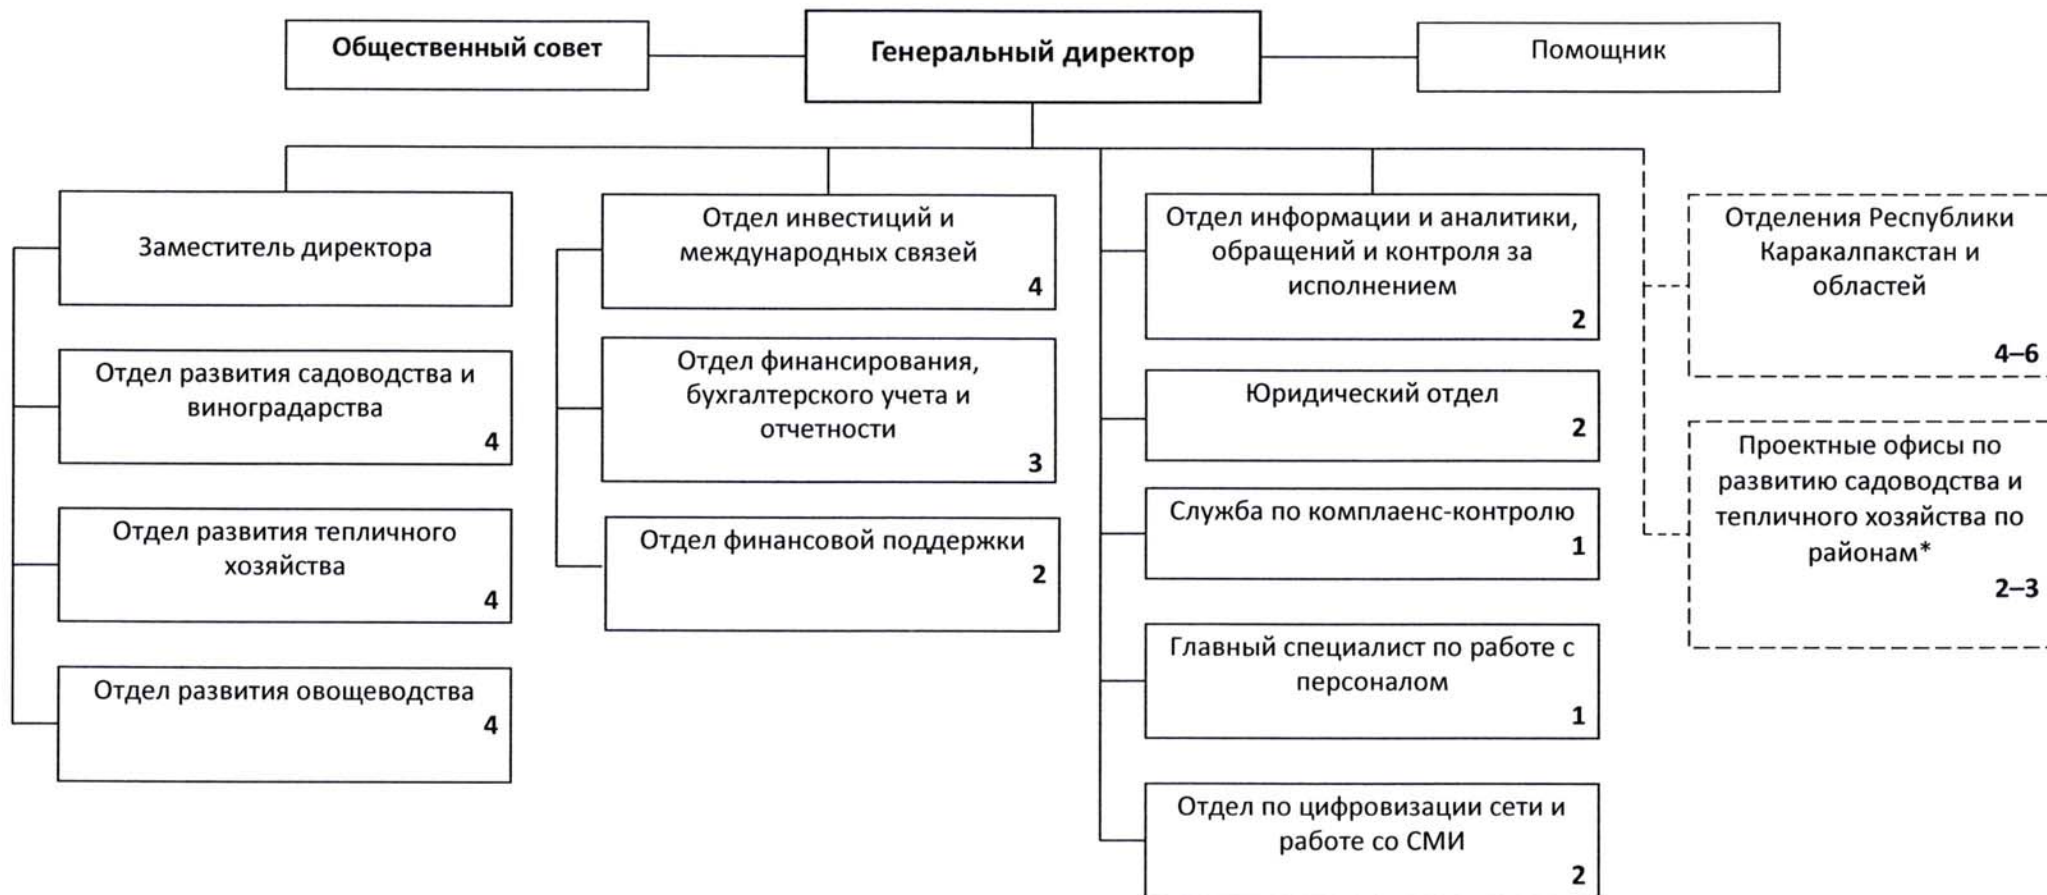 Общественный совет
Генеральный директор
Помощник
Заместитель директора
Отдел развития садоводства и
виноградарства
4
Отдел развития тепличного
хозяйства
4
Отдел развития овощеводства
4
Отдел инвестиций и
международных связей
4
Отдел финансирования,
бухгалтерского учета и
отчетности
3
Отдел финансовой поддержки
2
Отдел информации и аналитики,
обращений и контроля за
исполнением
2
Юридический отдел
2
Служба по комплаенс-контролю
1
Главный специалист по работе с
персоналом
1
Отдел по цифровизации сети и
работе со СМИ
2
Отделения Республики
Каракалпакстан и
областей
4–6
Проектные офисы по
развитию садоводства и
тепличного хозяйства по
районам*
2–3